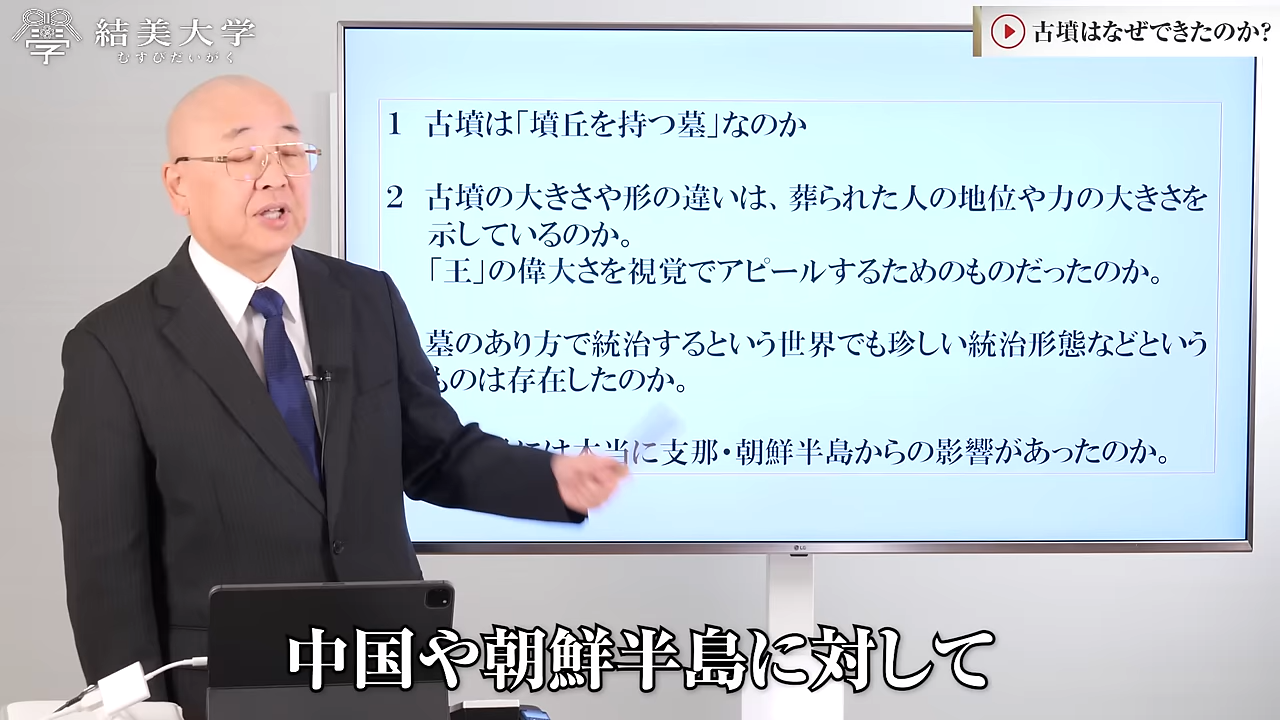 結美大学
むすびたいがく
古墳はなぜできたのか?
1 古墳は「墳丘を持つ墓」なのか
2 古墳の大きさや形の違いは、葬られた人の地位や力の大きさを
示しているのか。
「王」の偉大さを視覚でアピールするためのものだったのか。
墓のあり方で統治するという世界でも珍しい統治形態などという
ものは存在したのか。
には本当に支那・朝鮮半島からの影響があったのか。
LG
中国や朝鮮半島に対して